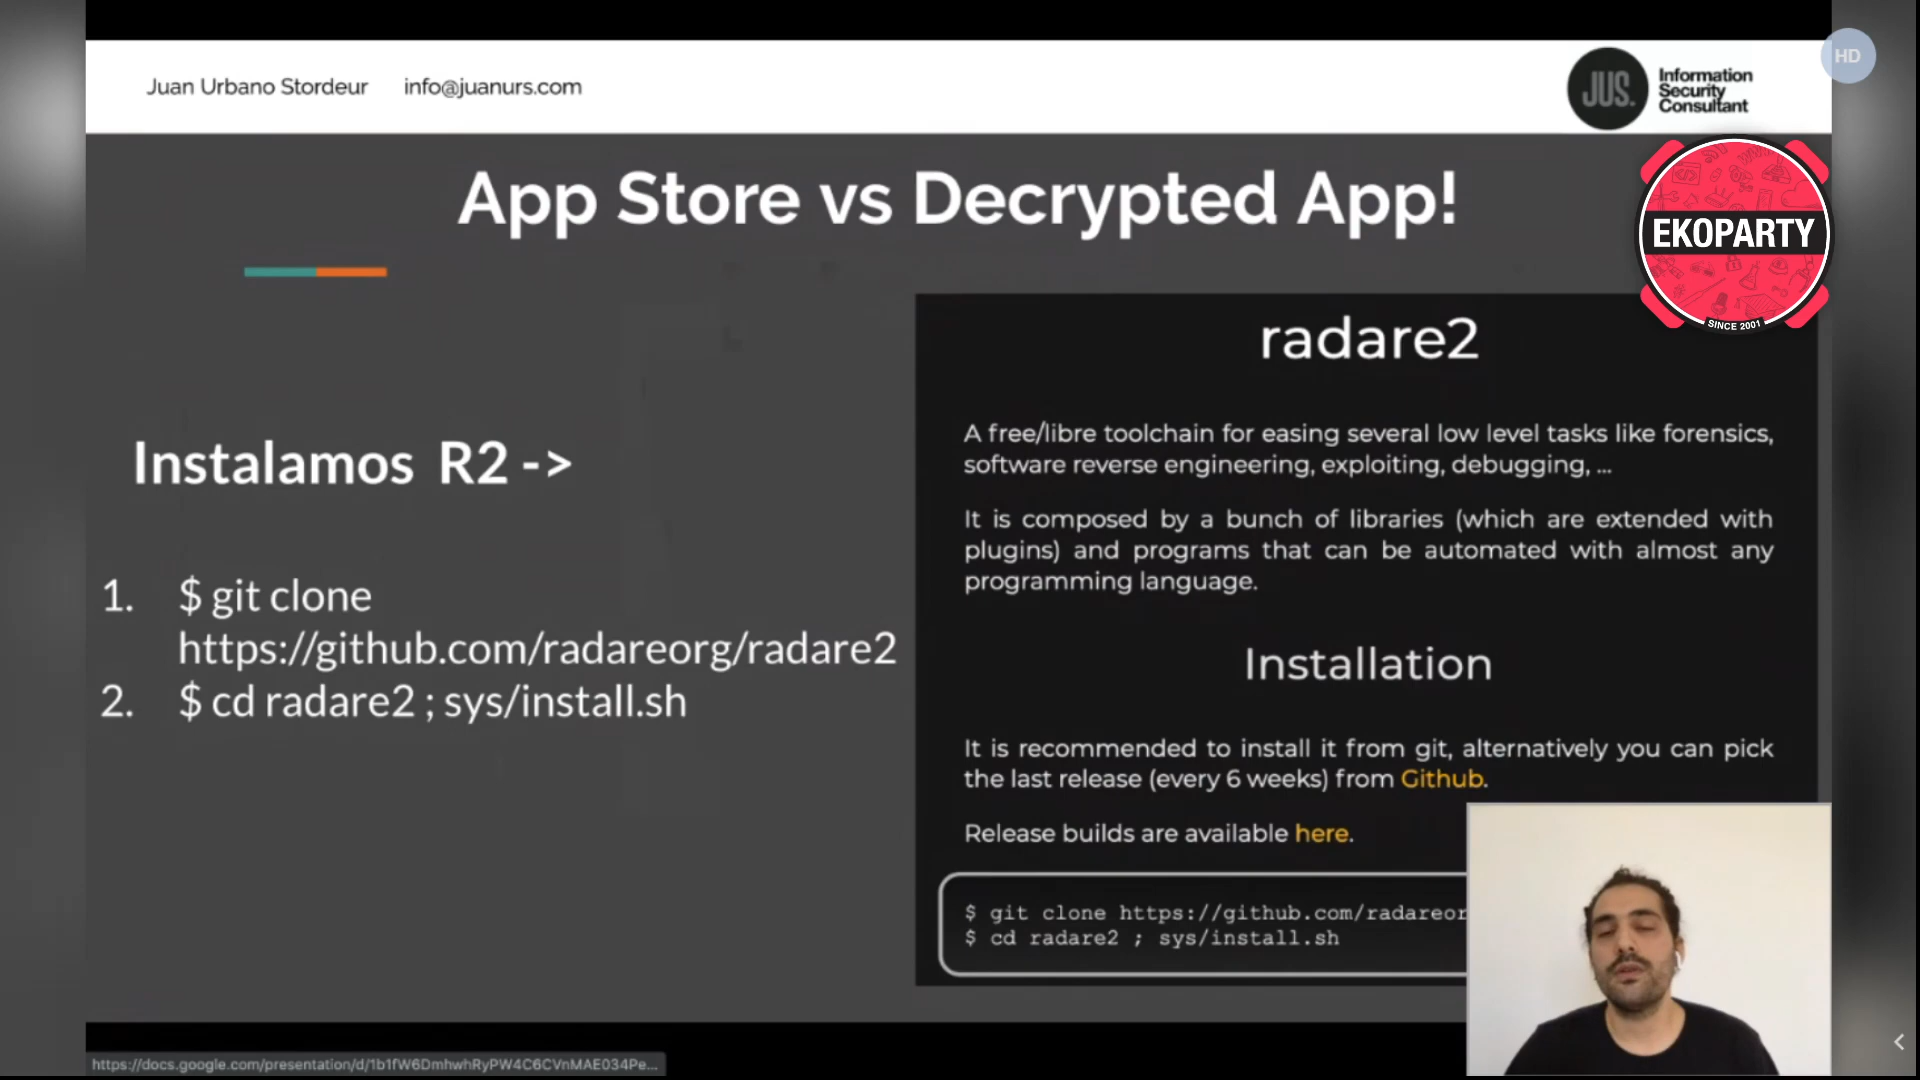 HD
Juan Urbano Stordeur info@juanurs.com
JUS.
Information
Security
Consultant
App Store vs Decrypted App!
EKOPARTY
SINCE 2001
Instalamos R2 ->
1. $ git clone
https://github.com/radareorg/radare2
2. $ cd radare2 ; sys/install.sh
radare2
A free/libre toolchain for easing several low level tasks like forensics,
software reverse engineering, exploiting, debugging, ...
It is composed by a bunch of libraries (which are extended with
plugins) and programs that can be automated with almost any
programming language.
Installation
It is recommended to install it from git, alternatively you can pick
the last release (every 6 weeks) from Github.
Release builds are available here.
$ git clone https://github.com/radareor
$ cd radare2 ; sys/install.sh
https://docs.google.com/presentation/d/1b1fW6DmhwhRyPW4C6CVnMAE034Pe...